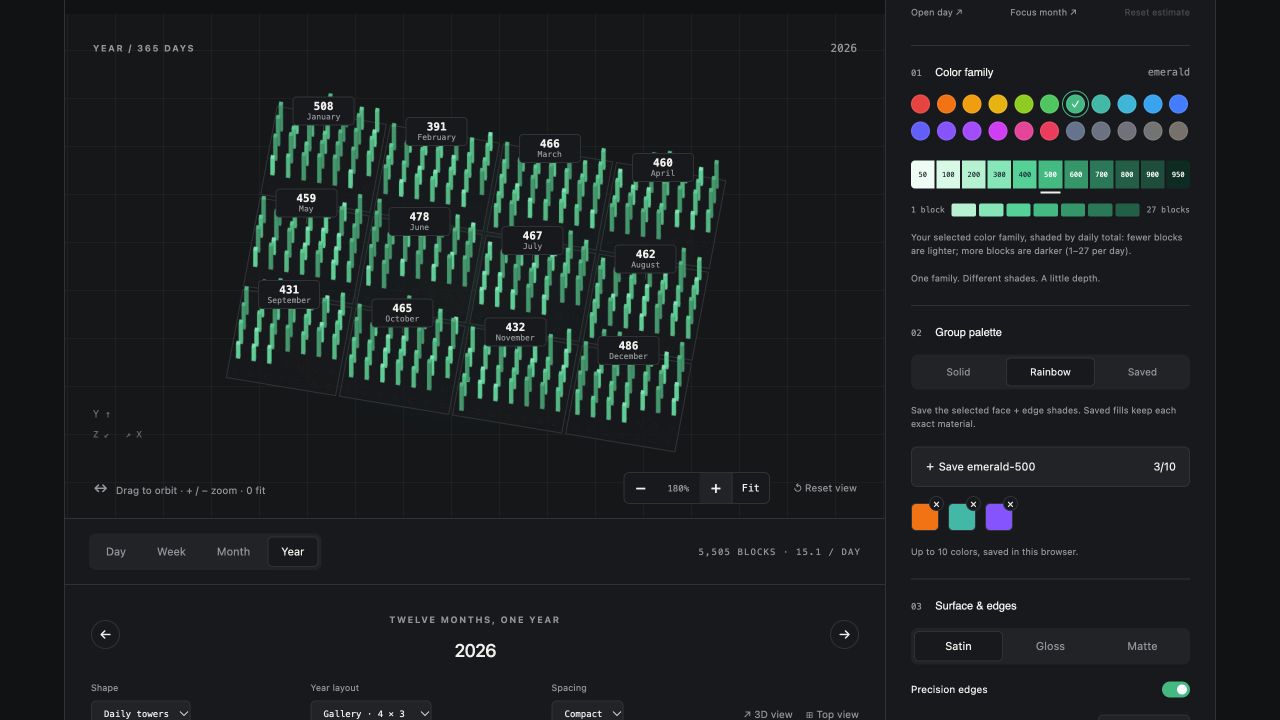 YEAR / 365 DAYS
2026
508
January
391
February
466
March
460
April
459
May
478
June
467
July
462
August
431
September
465
October
432
November
486
December
Y ↑
Z ↙ ↗ X
Drag to orbit · + / − zoom · 0 fit
− 180% + Fit
Reset view
Day Week Month Year
5,505 BLOCKS · 15.1 / DAY
TWELVE MONTHS, ONE YEAR
2026
Shape
Daily towers
Year layout
Gallery · 4 × 3
Spacing
Compact
↗ 3D view
⊞ Top view
Open day ↗
Focus month ↗
Reset estimate
01 Color family
emerald
50 100 200 300 400 500 600 700 800 900 950
1 block
27 blocks
Your selected color family, shaded by daily total: fewer blocks
are lighter; more blocks are darker (1–27 per day).
One family. Different shades. A little depth.
02 Group palette
Solid Rainbow Saved
Save the selected face + edge shades. Saved fills keep each
exact material.
+ Save emerald-500
3/10
Up to 10 colors, saved in this browser.
03 Surface & edges
Satin Gloss Matte
Precision edges